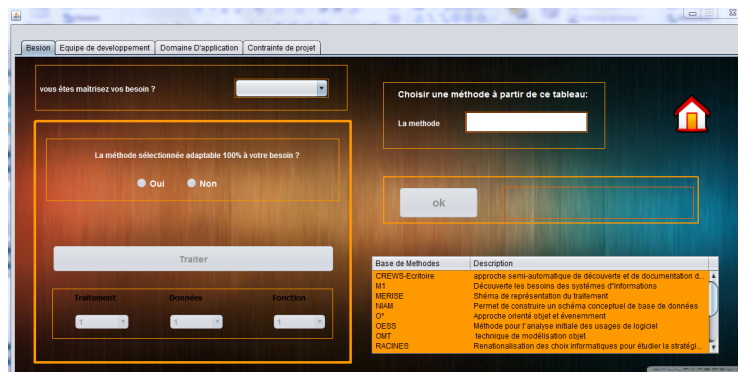 Besion Equipe de developpement Domaine D'application Contrainte de projet
vous êtes maîtrisez vos besoin ?
La méthode sélectionnée adaptable 100% à votre besoin ?
Oui Non
Traiter
Traitement Données Fonction
1 1 1
Choisir une méthode à partir de ce tableau:
La methode
ok
Base de Methodes Description
CREWS-Ecritoire approche semi-automatique de découverte et de documentation d...
M1 Découverte les besoins des systèmes d"informations
MERISE Shéma de représentation du traitement
NIAM Permet de construire un schéma conceptuel de base de données
O* Approche orienté objet et évenemment
OESS Méthode pour l' analyse initiale des usages de logiciel
OMT technique de modélisation objet
RACINES Renationalisation des choix informatiques pour étudier la stratégi...